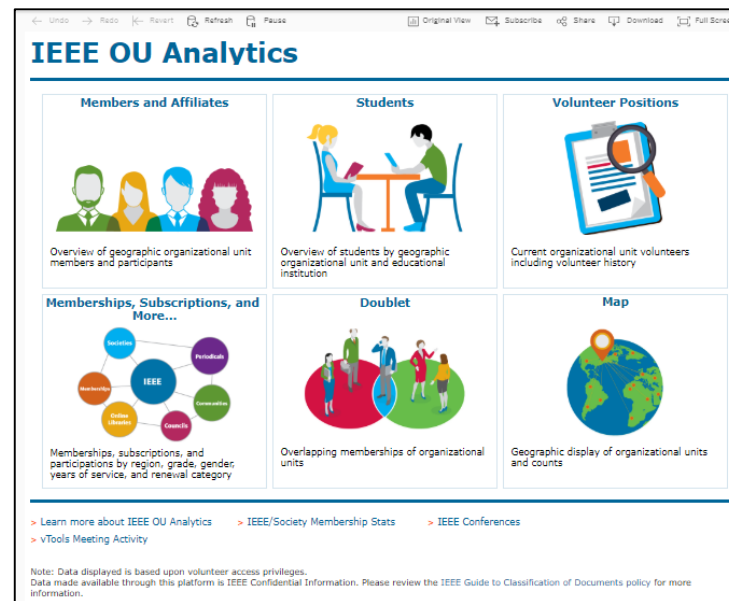 Undo Redo Revert Refresh Pause Original View Subscribe Share Download Full Scree
IEEE OU Analytics
Members and Affiliates
Overview of geographic organizational unit
members and participants
Students
Overview of students by geographic
organizational unit and educational
institution
Volunteer Positions
Current organizational unit volunteers
including volunteer history
Memberships, Subscriptions, and
More...
Societies
Periodicals
IEEE
Memberships
Communities
Online
Libraries
Councils
Memberships, subscriptions, and
participations by region, grade, gender,
years of service, and renewal category
Doublet
Overlapping memberships of organizational
units
Map
Geographic display of organizational units
and counts
> Learn more about IEEE OU Analytics > IEEE/Society Membership Stats > IEEE Conferences
> vTools Meeting Activity
Note: Data displayed is based upon volunteer access privileges.
Data made available through this platform is IEEE Confidential Information. Please review the IEEE Guide to Classification of Documents policy for more
information.